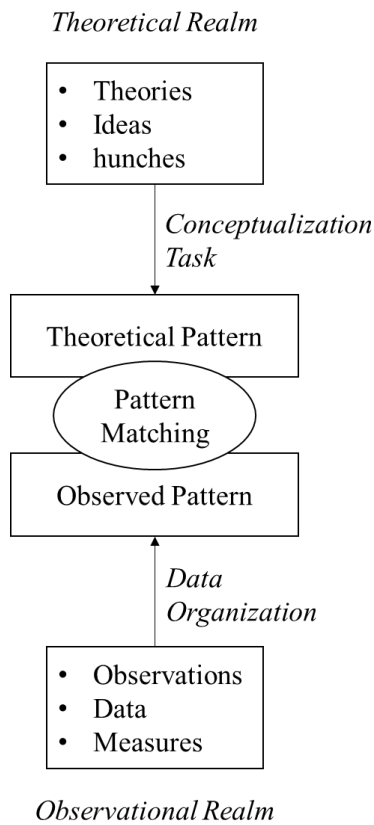 Theoretical Realm
• Theories
• Ideas
• hunches
Conceptualization
Task
Theoretical Pattern
Pattern
Matching
Observed Pattern
Data
Organization
• Observations
• Data
• Measures
Observational Realm